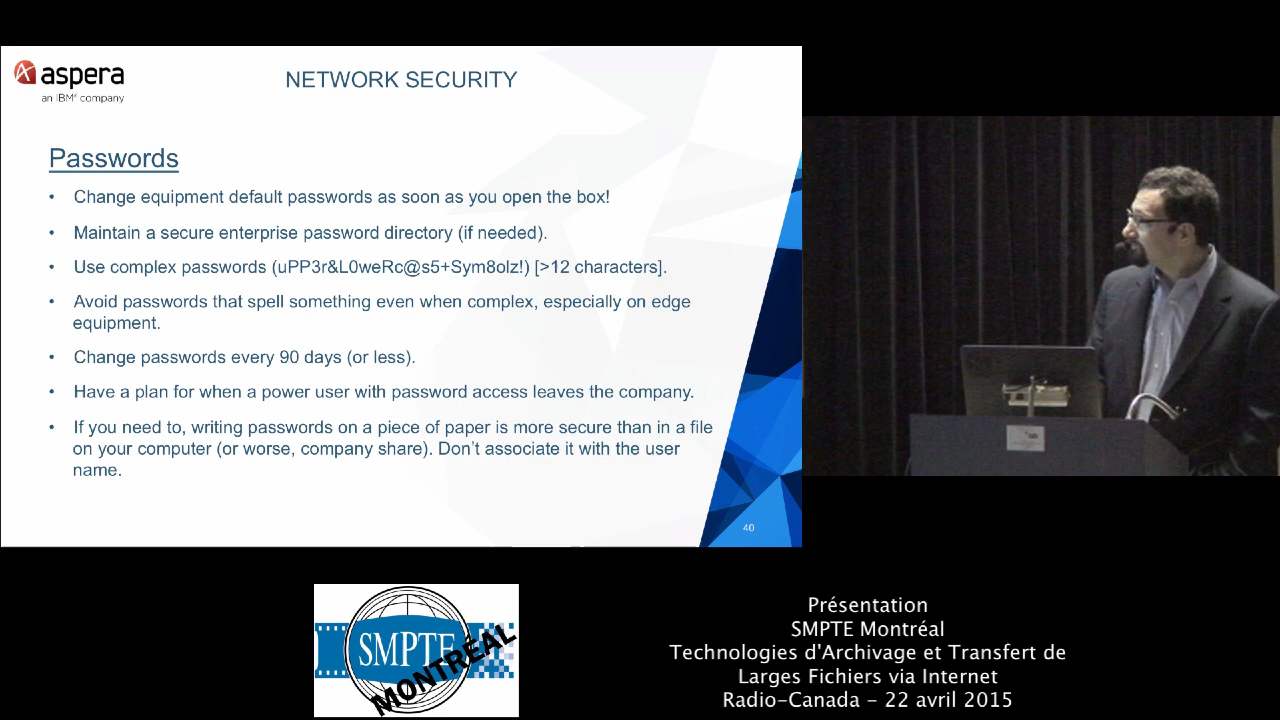 aspera
an IBM® company
NETWORK SECURITY
Passwords
• Change equipment default passwords as soon as you open the box!
• Maintain a secure enterprise password directory (if needed).
• Use complex passwords (uPP3r&L0weRc@s5+Sym8olz!) [>12 characters].
• Avoid passwords that spell something even when complex, especially on edge
equipment.
• Change passwords every 90 days (or less).
• Have a plan for when a power user with password access leaves the company.
• If you need to, writing passwords on a piece of paper is more secure than in a file
on your computer (or worse, company share). Don’t associate it with the user
name.
40
SMPTE
MONTRÉAL
Présentation
SMPTE Montréal
Technologies d'Archivage et Transfert de
Larges Fichiers via Internet
Radio-Canada – 22 avril 2015